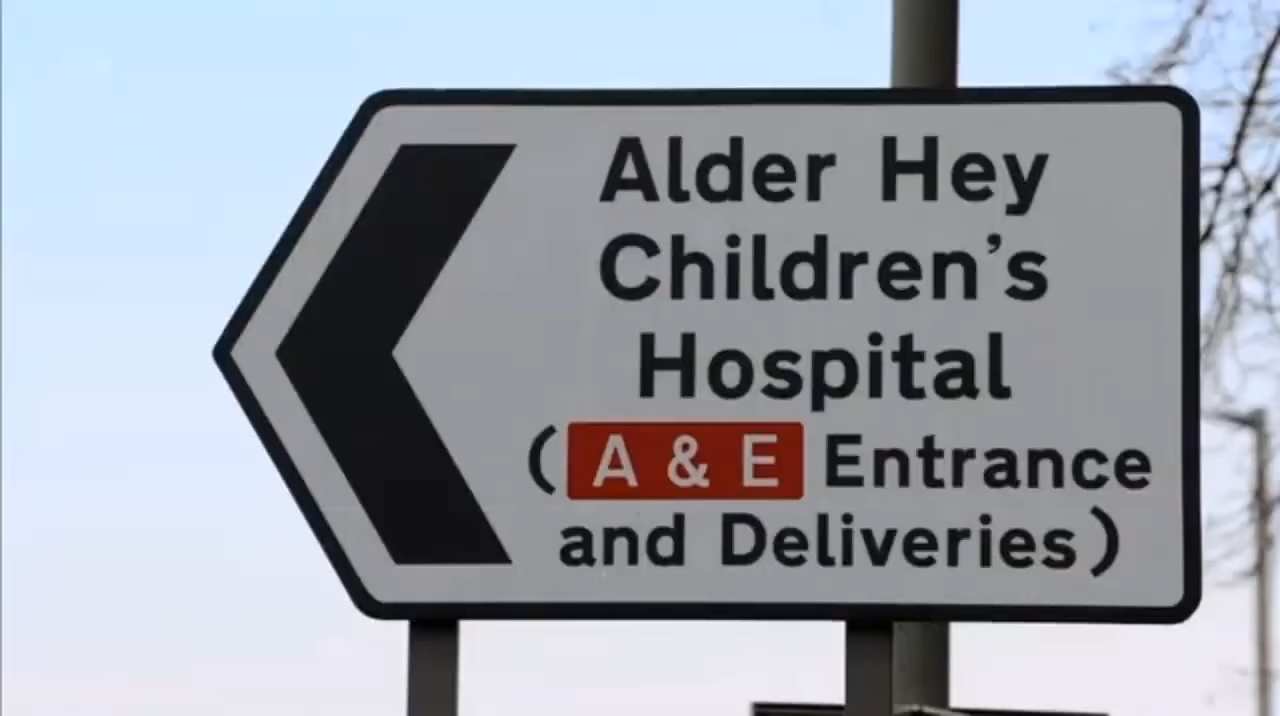 Alder Hey
Children's
Hospital
(A & E Entrance
and Deliveries)